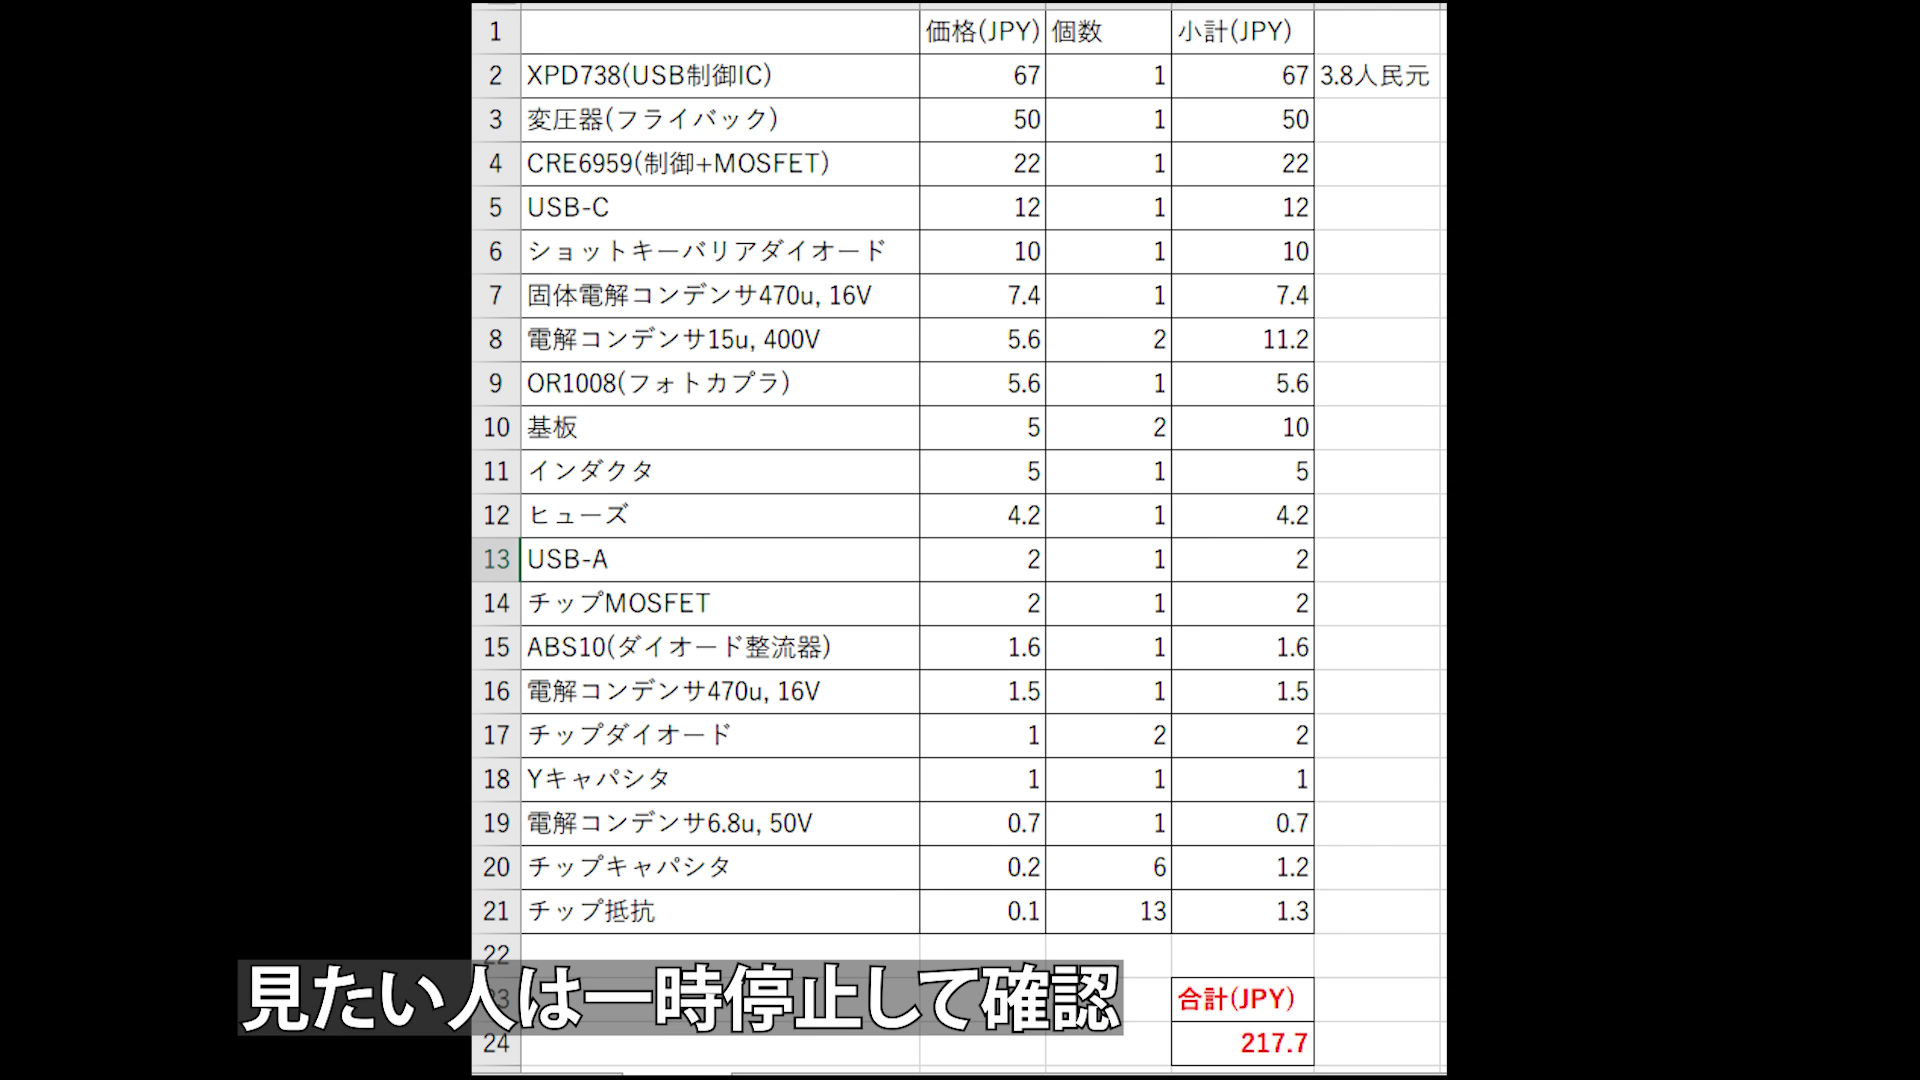 1 価格(JPY) 個数 小計(JPY)
2 XPD738(USB制御IC) 67 1 67 3.8人民元
3 変圧器(フライバック) 50 1 50
4 CRE6959(制御+MOSFET) 22 1 22
5 USB-C 12 1 12
6 ショットキーバリアダイオード 10 1 10
7 固体電解コンデンサ470u, 16V 7.4 1 7.4
8 電解コンデンサ15u, 400V 5.6 2 11.2
9 OR1008(フォトカプラ) 5.6 1 5.6
10 基板 5 2 10
11 インダクタ 5 1 5
12 ヒューズ 4.2 1 4.2
13 USB-A 2 1 2
14 チップMOSFET 2 1 2
15 ABS10(ダイオード整流器) 1.6 1 1.6
16 電解コンデンサ470u, 16V 1.5 1 1.5
17 チップダイオード 1 2 2
18 Yキャパシタ 1 1 1
19 電解コンデンサ6.8u, 50V 0.7 1 0.7
20 チップキャパシタ 0.2 6 1.2
21 チップ抵抗 0.1 13 1.3
22
23 合計(JPY)
見たい人は一時停止して確認
24 217.7